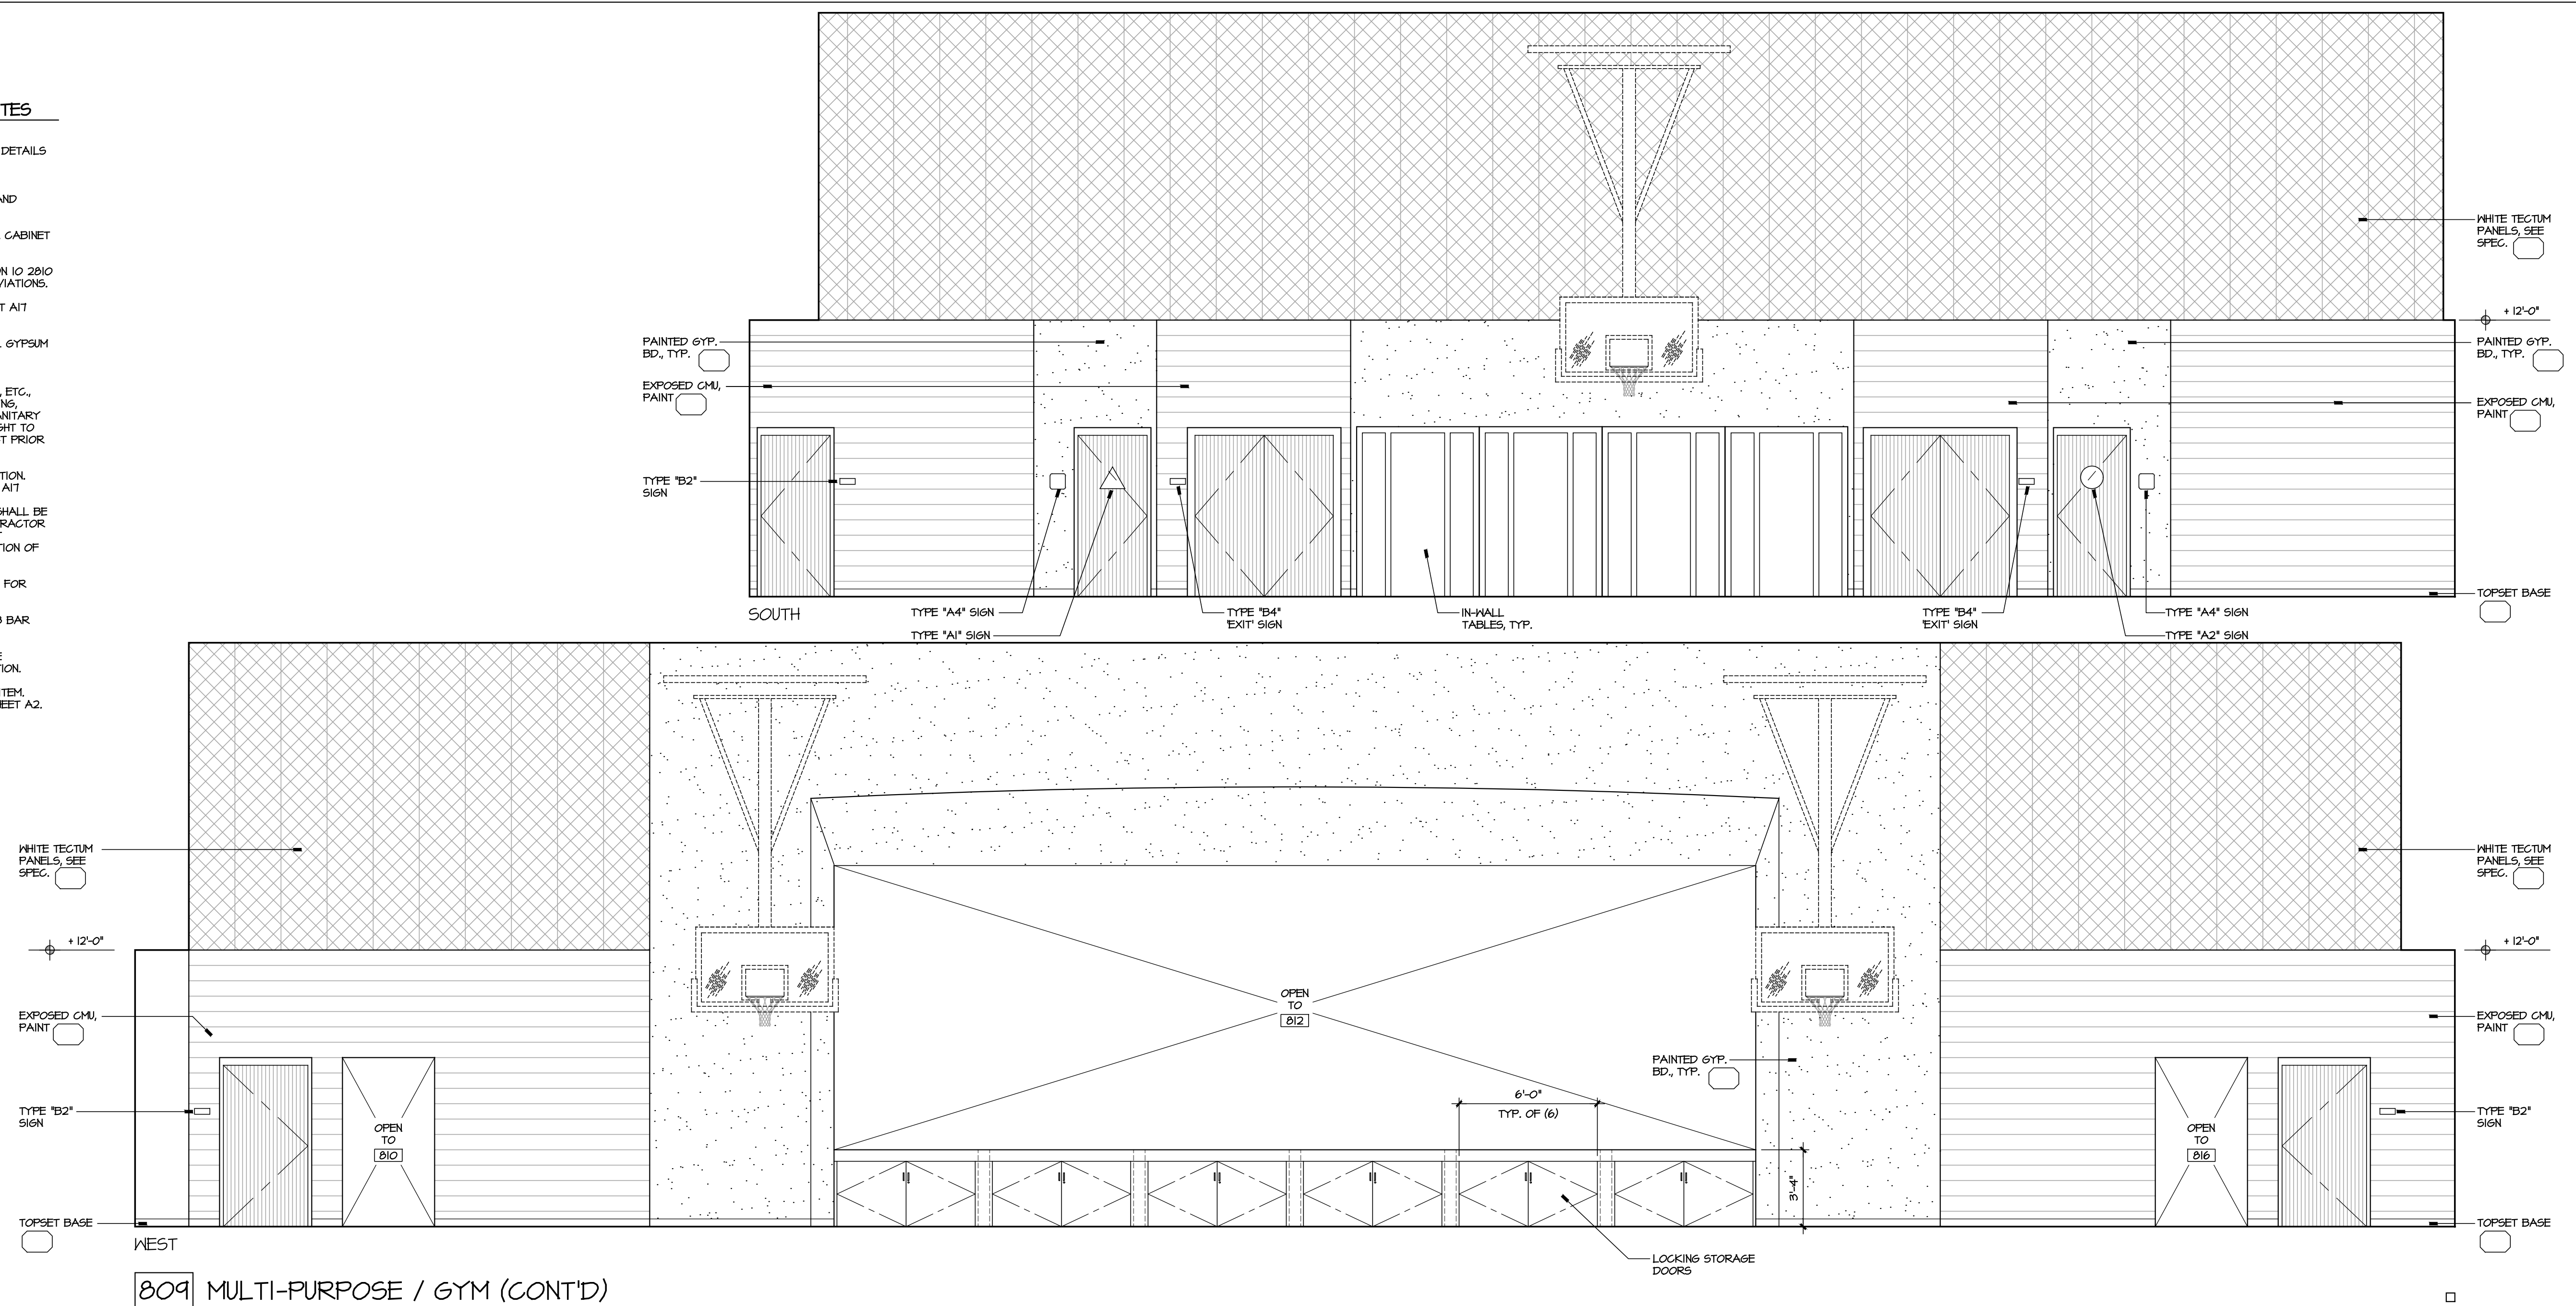 TES
DETAILS
AND
CABINET
ON 10 2810
VIATIONS.
T A17
GYPSUM
, ETC.,
NG,
ANITARY
GHT TO
T PRIOR
TION.
A17
SHALL BE
RACTOR
TION OF
FOR
BAR
TION.
ITEM.
HEET A2.
WHITE TECTUM
PANELS, SEE
SPEC.
+ 12'-0"
PAINTED GYP.
BD., TYP.
EXPOSED CMU,
PAINT
TYPE "B2"
SIGN
PAINTED GYP.
BD., TYP.
EXPOSED CMU,
PAINT
TOPSET BASE
SOUTH
TYPE "A4" SIGN
TYPE "A1" SIGN
TYPE "B4"
'EXIT' SIGN
IN-WALL
TABLES, TYP.
TYPE "B4"
'EXIT' SIGN
TYPE "A4" SIGN
TYPE "A2" SIGN
WHITE TECTUM
PANELS, SEE
SPEC.
+ 12'-0"
EXPOSED CMU,
PAINT
TYPE "B2"
SIGN
TOPSET BASE
OPEN
TO
810
OPEN
TO
812
PAINTED GYP.
BD., TYP.
6'-0"
TYP. OF (6)
3'-4"
LOCKING STORAGE
DOORS
OPEN
TO
816
WHITE TECTUM
PANELS, SEE
SPEC.
+ 12'-0"
EXPOSED CMU,
PAINT
TYPE "B2"
SIGN
TOPSET BASE
WEST
809 MULTI-PURPOSE / GYM (CONT'D)